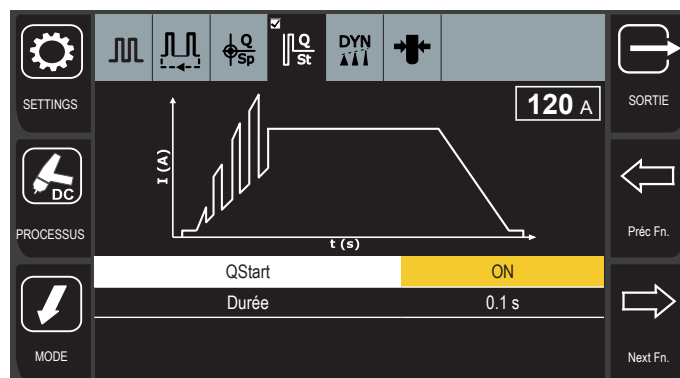 Q
Sp
Q
St
DYN
SETTINGS
120 A
SORTIE
I (A)
t (s)
DC
PROCESSUS
Préc Fn.
QStart ON
Durée 0.1 s
MODE
Next Fn.